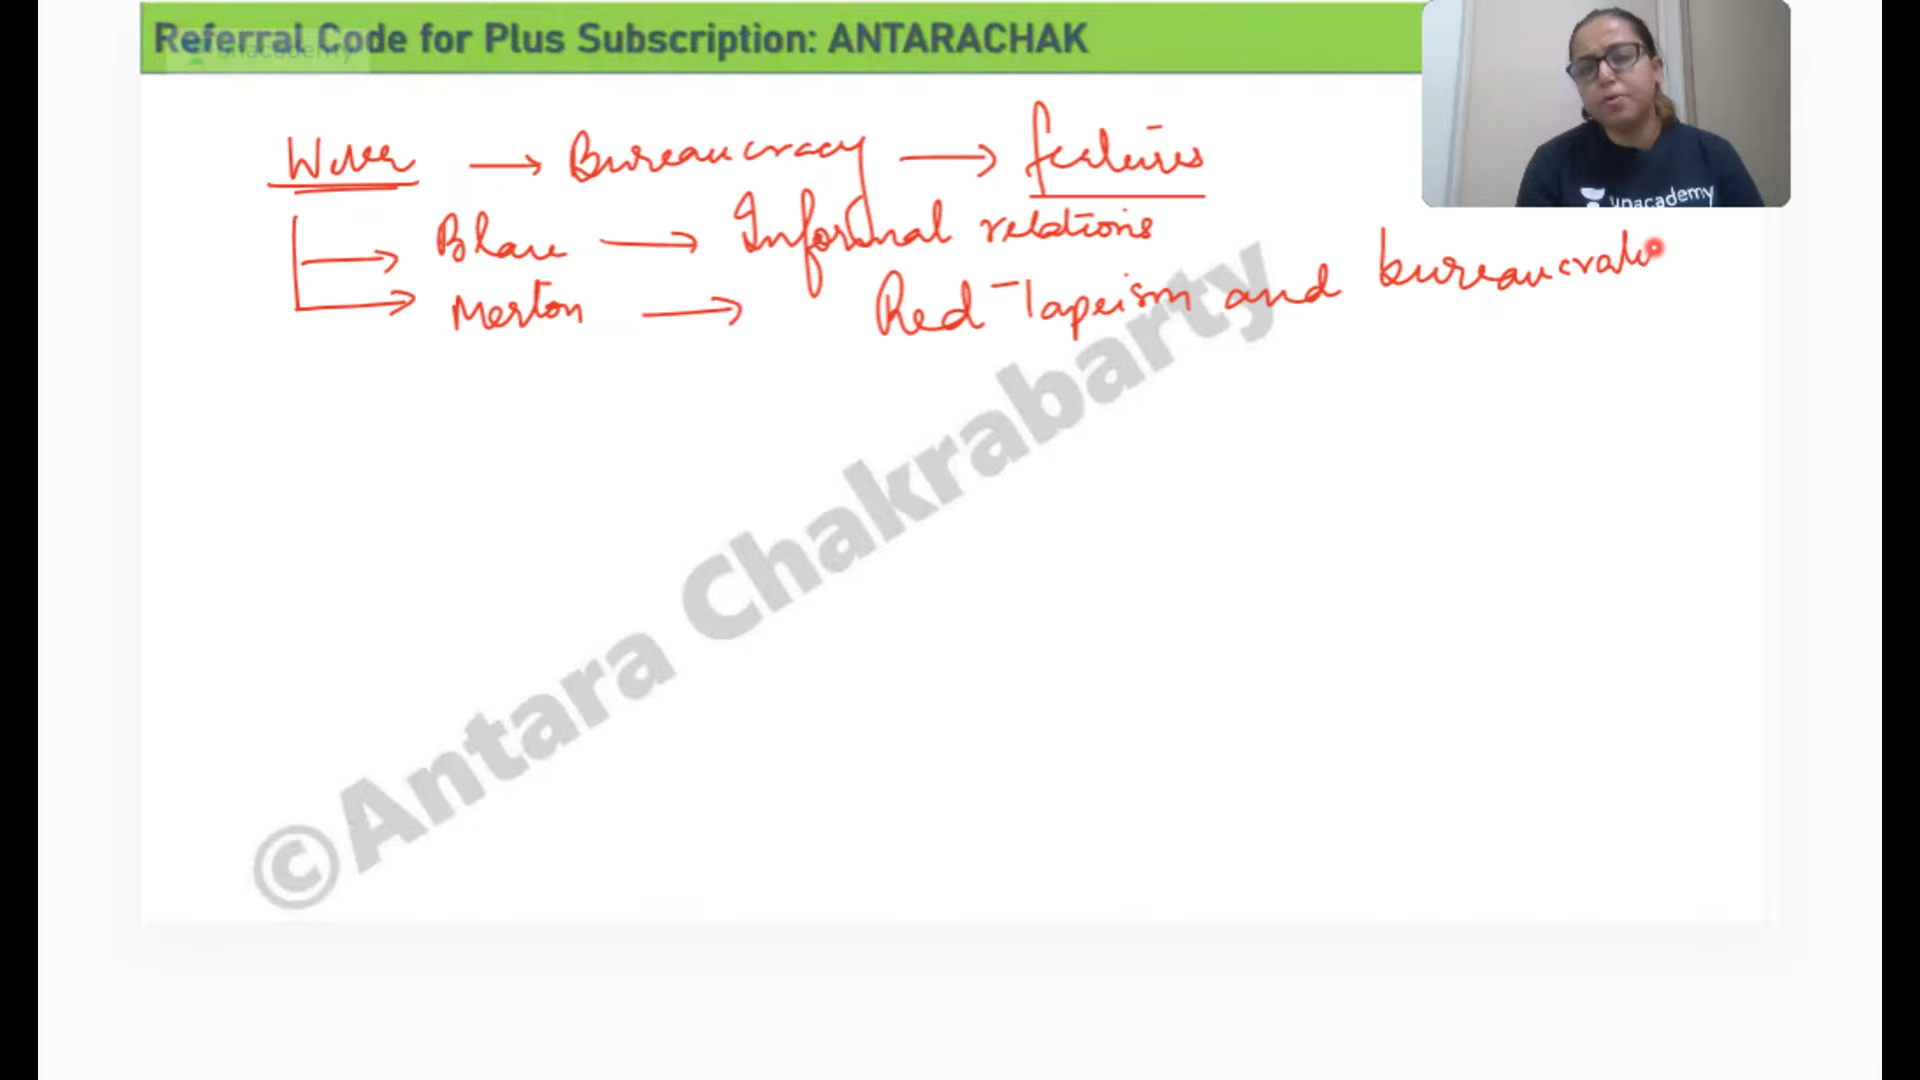 Referral Code for Plus Subscription: ANTARACHAK
unacademy
Weber → Bureaucracy → features
→ Blau → Informal relations
→ Merton → Red-Tapeism and bureaucratic
unacademy
©Antara Chakrabarty